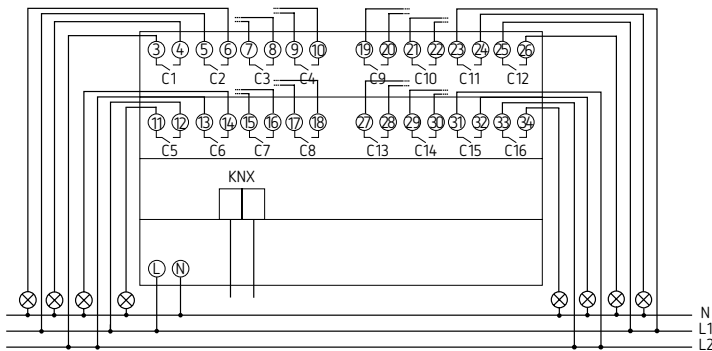 3 4 5 6 7 8 9 10 19 20 21 22 23 24 25 26
C1 C2 C3 C4 C9 C10 C11 C12
11 12 13 14 15 16 17 18 27 28 29 30 31 32 33 34
C5 C6 C7 C8 C13 C14 C15 C16
KNX
L N
N
L1
L2